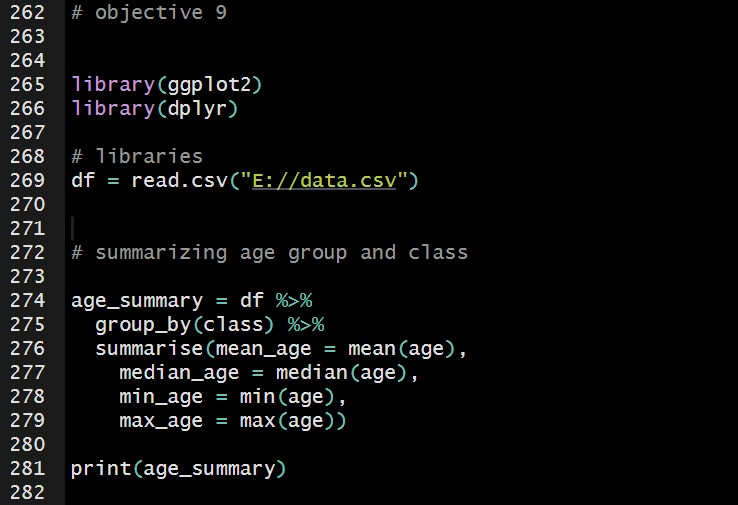 262 # objective 9
263
264
265 library(ggplot2)
266 library(dplyr)
267
268 # libraries
269 df = read.csv("E://data.csv")
270
271
272 # summarizing age group and class
273
274 age_summary = df %>%
275   group_by(class) %>%
276   summarise(mean_age = mean(age),
277     median_age = median(age),
278     min_age = min(age),
279     max_age = max(age))
280
281 print(age_summary)
282